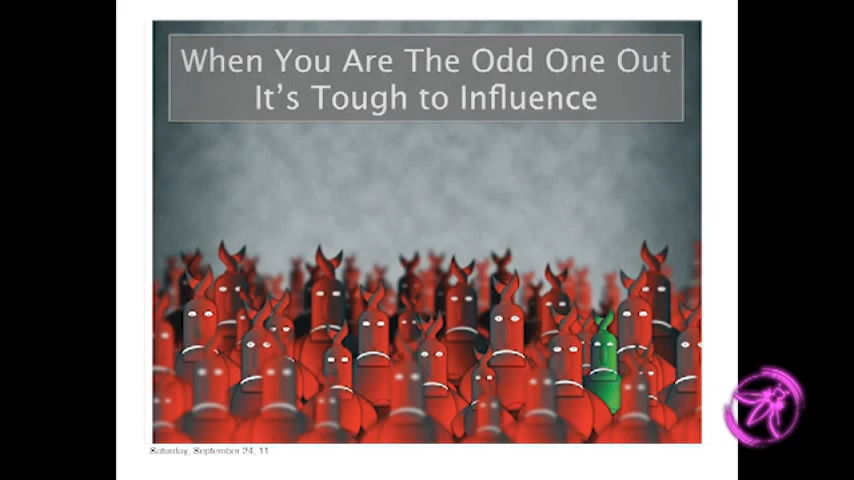 When You Are The Odd One Out
It's Tough to Influence
Saturday, September 24, 11